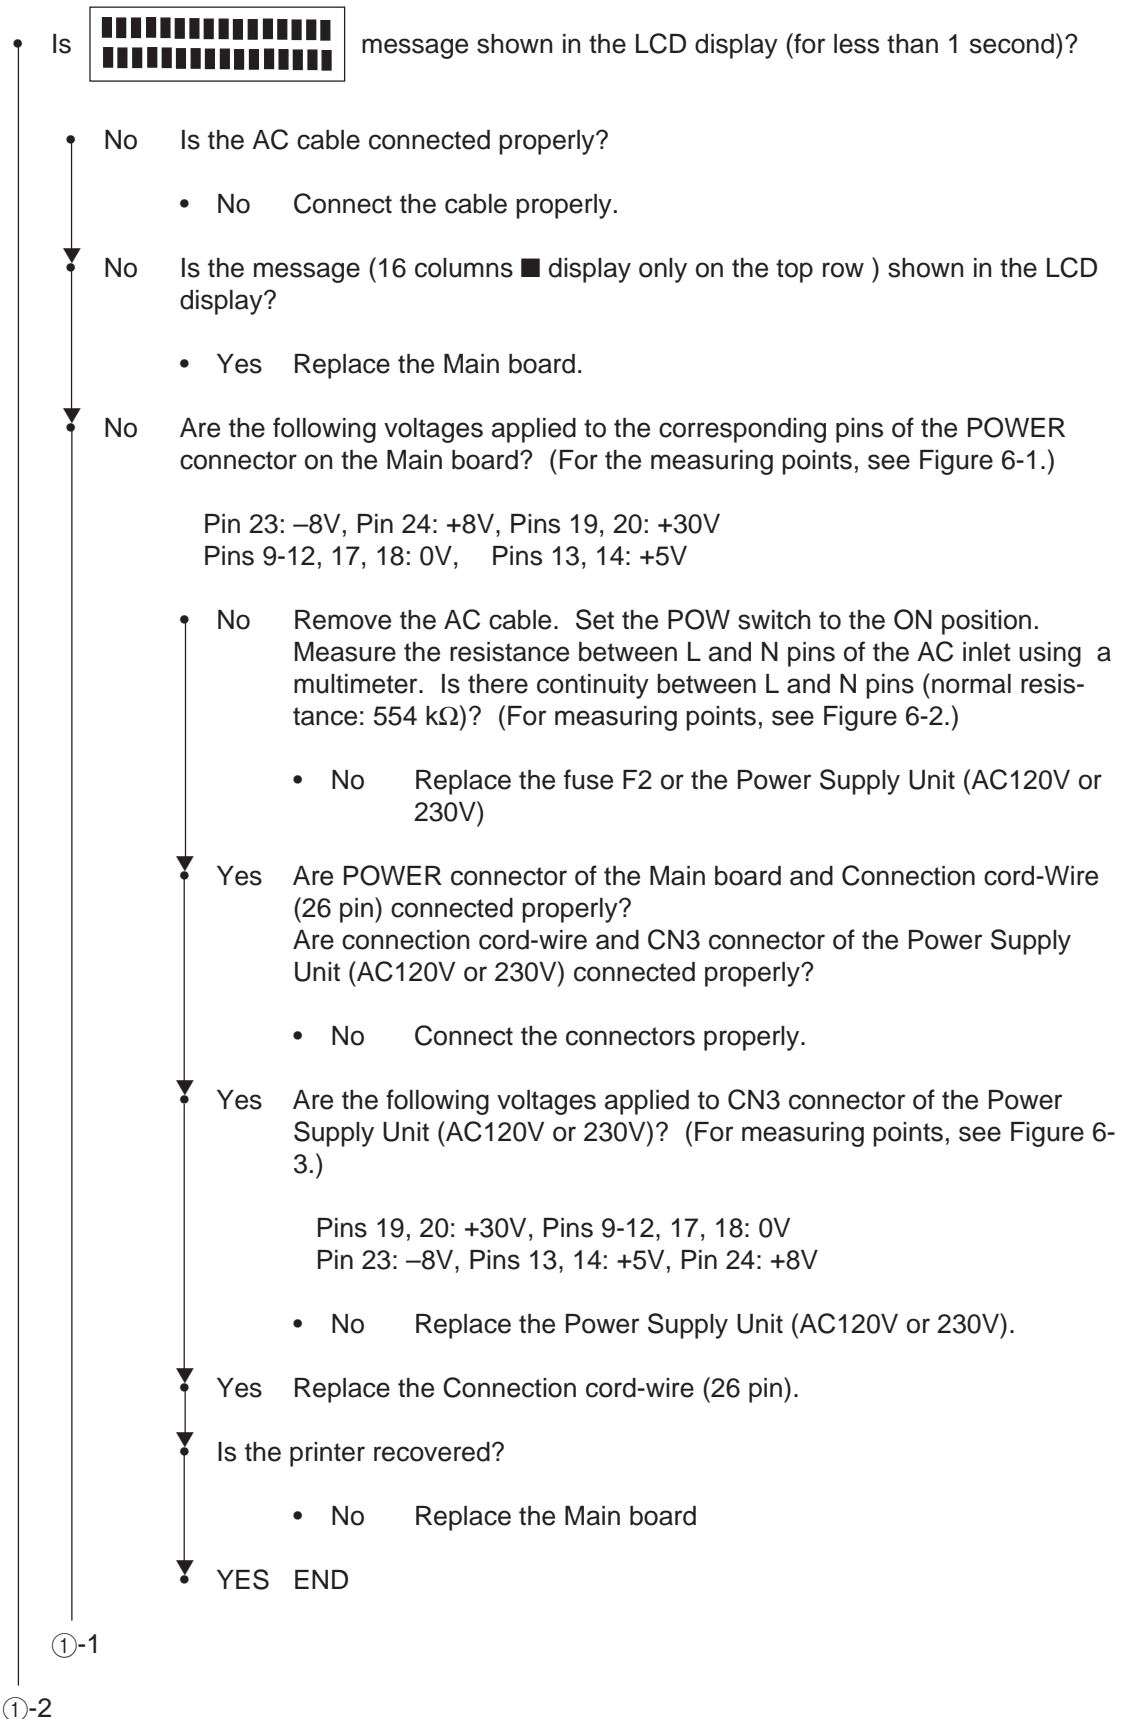 • Is message shown in the LCD display (for less than 1 second)?
• No Is the AC cable connected properly?
• No Connect the cable properly.
• No Is the message (16 columns ■ display only on the top row ) shown in the LCD
display?
• Yes Replace the Main board.
• No Are the following voltages applied to the corresponding pins of the POWER
connector on the Main board? (For the measuring points, see Figure 6-1.)
Pin 23: –8V, Pin 24: +8V, Pins 19, 20: +30V
Pins 9-12, 17, 18: 0V, Pins 13, 14: +5V
• No Remove the AC cable. Set the POW switch to the ON position.
Measure the resistance between L and N pins of the AC inlet using a
multimeter. Is there continuity between L and N pins (normal resis-
tance: 554 kΩ)? (For measuring points, see Figure 6-2.)
• No Replace the fuse F2 or the Power Supply Unit (AC120V or
230V)
• Yes Are POWER connector of the Main board and Connection cord-Wire
(26 pin) connected properly?
Are connection cord-wire and CN3 connector of the Power Supply
Unit (AC120V or 230V) connected properly?
• No Connect the connectors properly.
• Yes Are the following voltages applied to CN3 connector of the Power
Supply Unit (AC120V or 230V)? (For measuring points, see Figure 6-
3.)
Pins 19, 20: +30V, Pins 9-12, 17, 18: 0V
Pin 23: –8V, Pins 13, 14: +5V, Pin 24: +8V
• No Replace the Power Supply Unit (AC120V or 230V).
• Yes Replace the Connection cord-wire (26 pin).
• Is the printer recovered?
• No Replace the Main board
• YES END
①-1
①-2